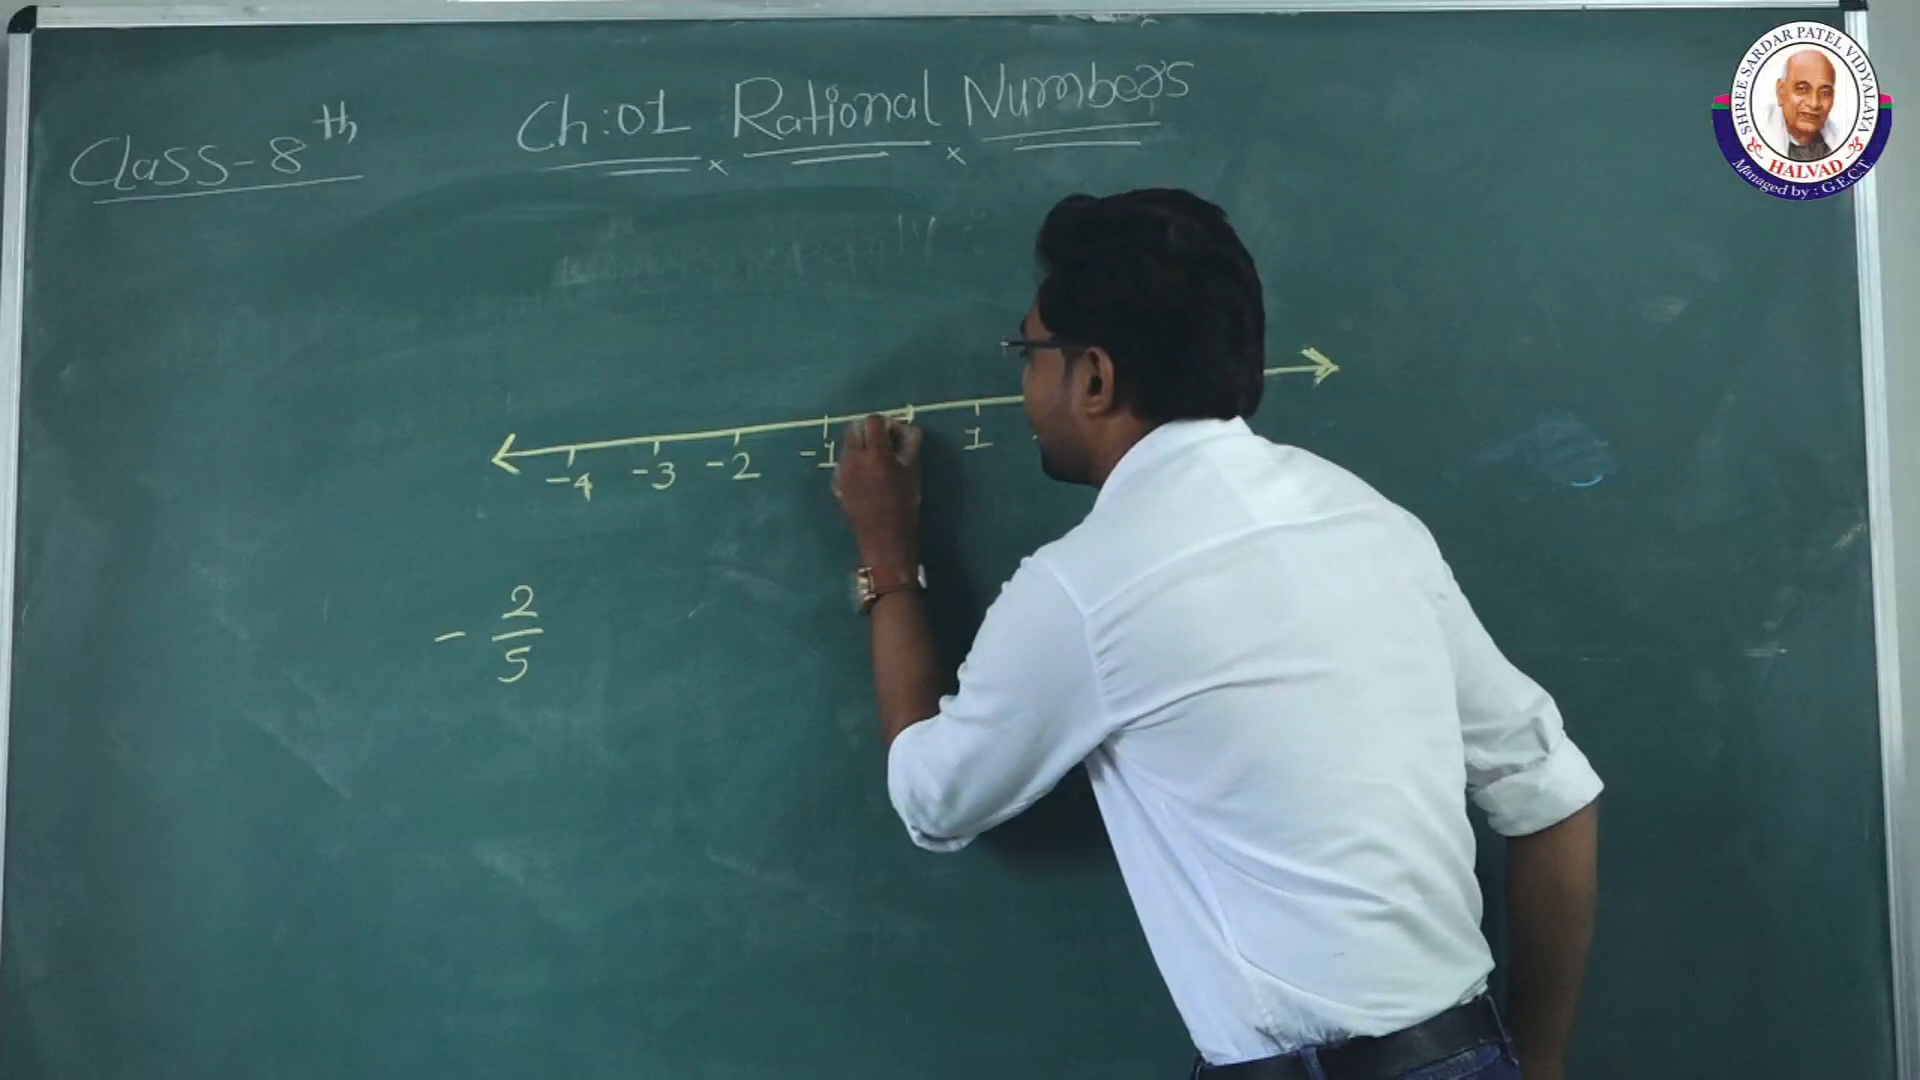 Class-8th
Ch:01 Rational Numbers
-4 -3 -2 -1 1
- 2
5
SHREE SARDAR PATEL VIDYALAYA
HALVAD
Managed by : G.E.C.T.